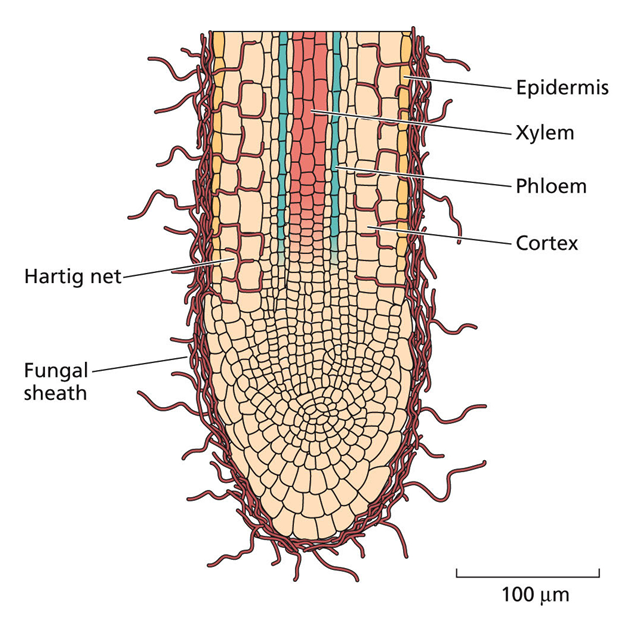 Epidermis
Xylem
Phloem
Cortex
Hartig net
Fungal
sheath
100 μm